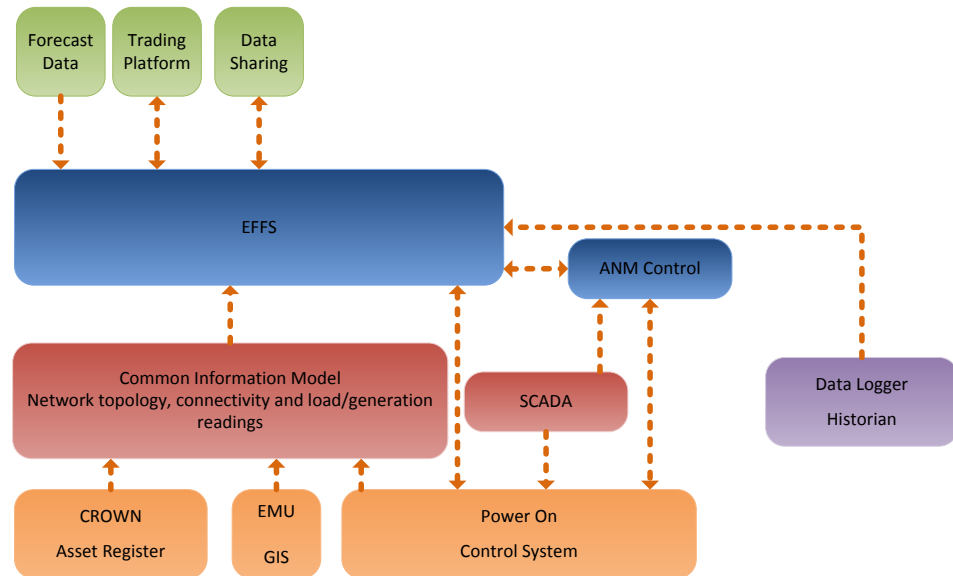 Forecast
Data
Trading
Platform
Data
Sharing
EFFS
ANM Control
Common Information Model
Network topology, connectivity and load/generation
readings
SCADA
Data Logger
Historian
CROWN
Asset Register
EMU
GIS
Power On
Control System